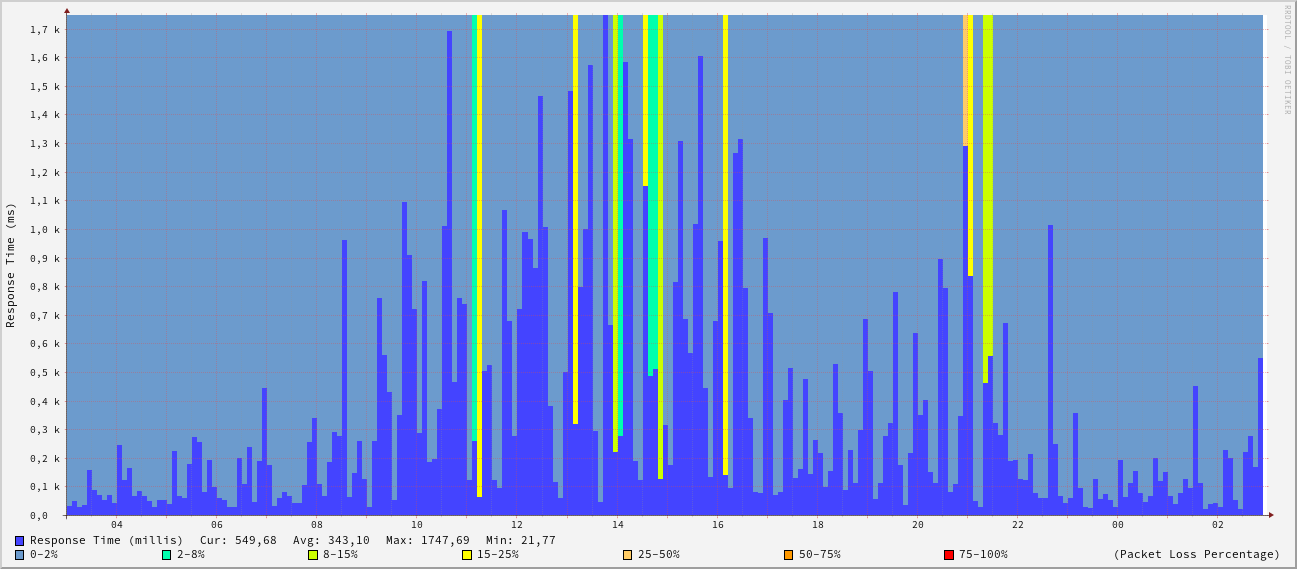 RRDTOOL / TOBI OETIKER
Response Time (ms)
1,7 k
1,6 k
1,5 k
1,4 k
1,3 k
1,2 k
1,1 k
1,0 k
0,9 k
0,8 k
0,7 k
0,6 k
0,5 k
0,4 k
0,3 k
0,2 k
0,1 k
0,0
04 06 08 10 12 14 16 18 20 22 00 02
Response Time (millis) Cur: 549,68 Avg: 343,10 Max: 1747,69 Min: 21,77
0-2% 2-8% 8-15% 15-25% 25-50% 50-75% 75-100% (Packet Loss Percentage)